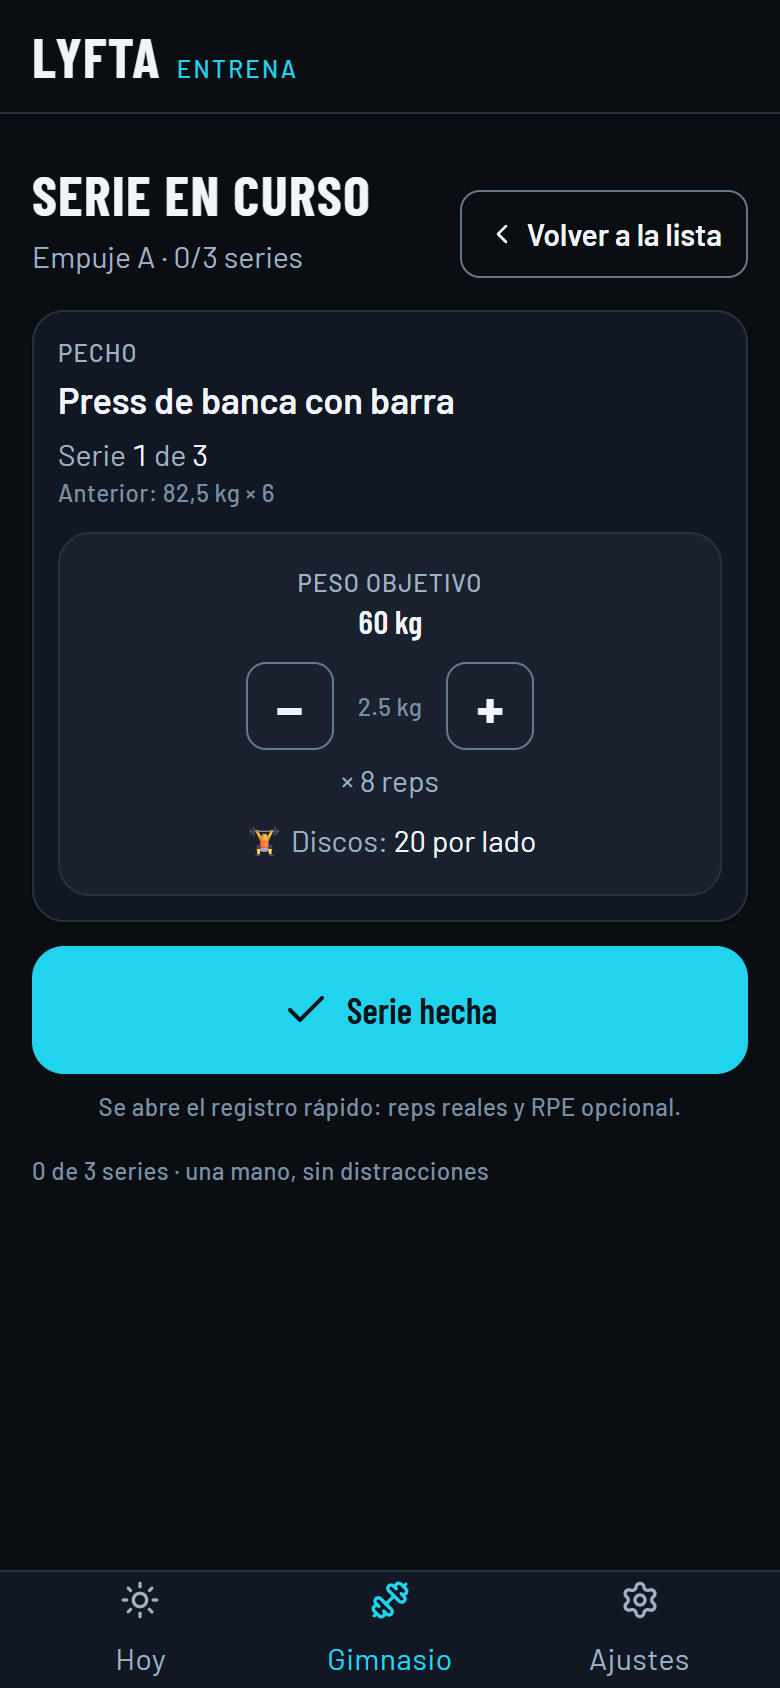 LYFTA ENTRENA
SERIE EN CURSO
Empuje A · 0/3 series
Volver a la lista
PECHO
Press de banca con barra
Serie 1 de 3
Anterior: 82,5 kg × 6
PESO OBJETIVO
60 kg
− 2.5 kg +
× 8 reps
Discos: 20 por lado
Serie hecha
Se abre el registro rápido: reps reales y RPE opcional.
0 de 3 series · una mano, sin distracciones
Hoy Gimnasio Ajustes